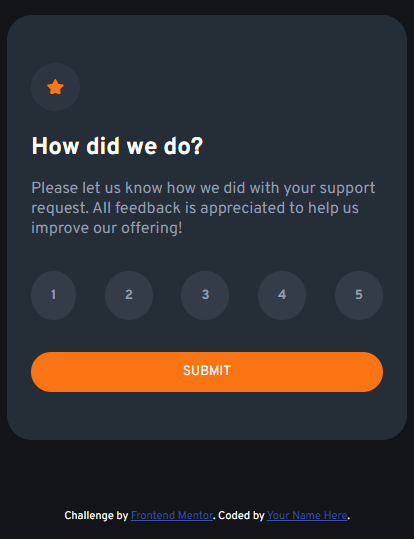 How did we do?
Please let us know how we did with your support
request. All feedback is appreciated to help us
improve our offering!
1 2 3 4 5
SUBMIT
Challenge by Frontend Mentor. Coded by Your Name Here.